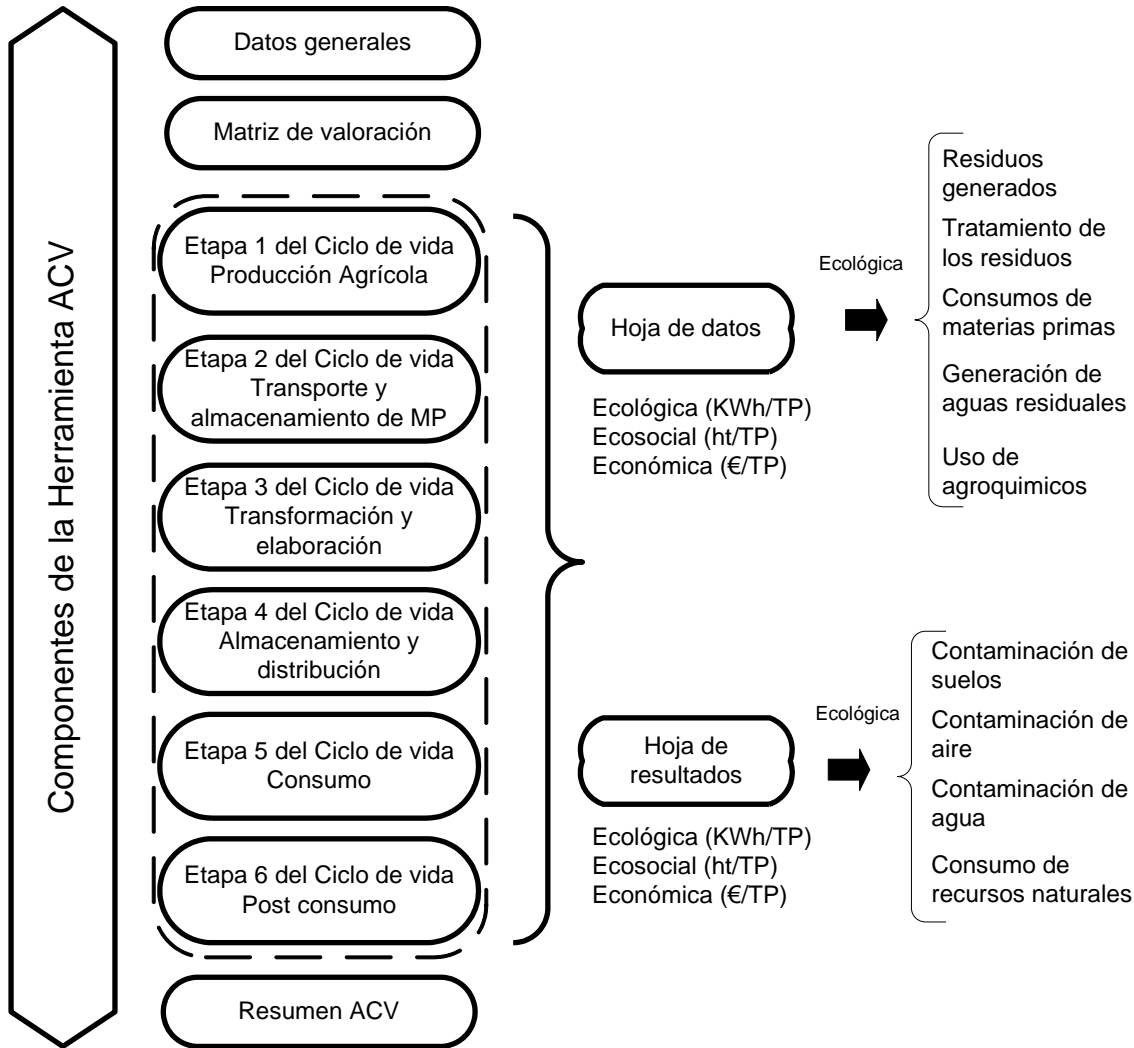 Componentes de la Herramienta ACV
Datos generales
Matriz de valoración
Etapa 1 del Ciclo de vida
Producción Agrícola
Etapa 2 del Ciclo de vida
Transporte y
almacenamiento de MP
Etapa 3 del Ciclo de vida
Transformación y
elaboración
Etapa 4 del Ciclo de vida
Almacenamiento y
distribución
Etapa 5 del Ciclo de vida
Consumo
Etapa 6 del Ciclo de vida
Post consumo
Resumen ACV
Hoja de datos
Ecológica (KWh/TP)
Ecosocial (ht/TP)
Económica (€/TP)
Ecológica
Residuos
generados
Tratamiento de
los residuos
Consumos de
materias primas
Generación de
aguas residuales
Uso de
agroquimicos
Hoja de
resultados
Ecológica (KWh/TP)
Ecosocial (ht/TP)
Económica (€/TP)
Ecológica
Contaminación de
suelos
Contaminación de
aire
Contaminación de
agua
Consumo de
recursos naturales